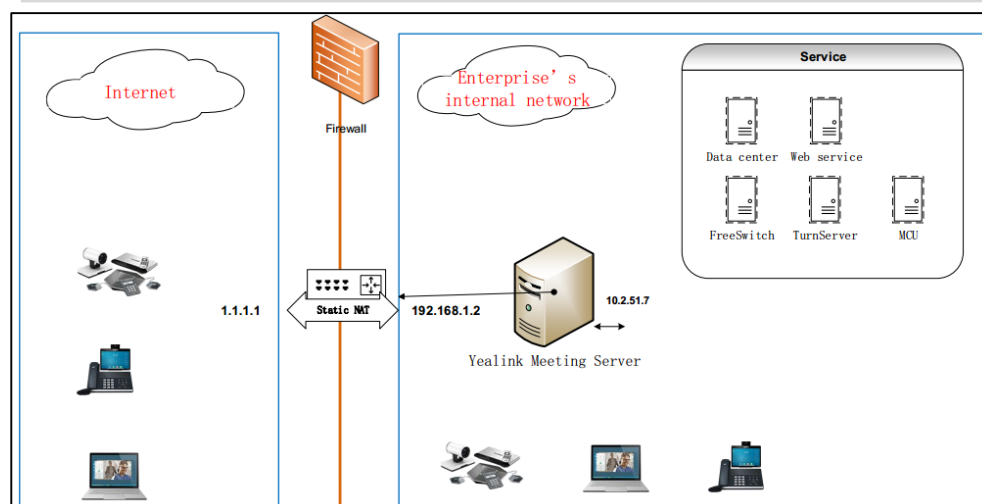 Internet
Firewall
Enterprise’s
internal network
Service
Data center
Web service
FreeSwitch
TurnServer
MCU
1.1.1.1
Static NAT
192.168.1.2
10.2.51.7
Yealink Meeting Server